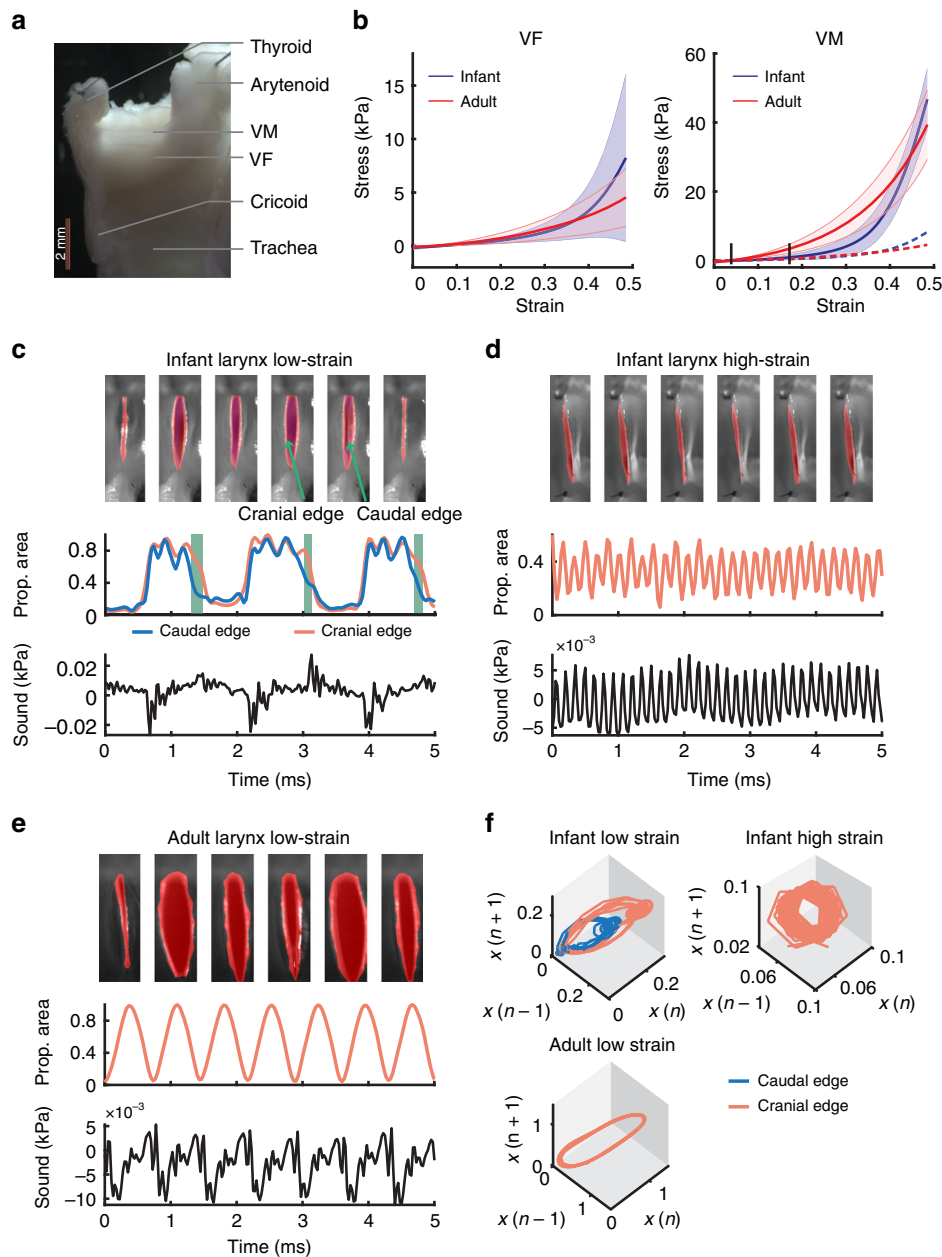 a
Thyroid
Arytenoid
VM
VF
Cricoid
Trachea
2 mm
b
VF
Infant
Adult
Stress (kPa)
15
10
5
0
0 0.1 0.2 0.3 0.4 0.5
Strain
VM
Infant
Adult
Stress (kPa)
60
40
20
0
0 0.1 0.2 0.3 0.4 0.5
Strain
c
Infant larynx low-strain
Cranial edge Caudal edge
Prop. area
0.8
0.4
0
Caudal edge Cranial edge
Sound (kPa)
0.02
0
−0.02
0 1 2 3 4 5
Time (ms)
d
Infant larynx high-strain
Prop. area
0.4
0
×10−3
Sound (kPa)
5
0
−5
0 1 2 3 4 5
Time (ms)
e
Adult larynx low-strain
Prop. area
0.8
0.4
0
×10−3
Sound (kPa)
5
0
−5
−10
0 1 2 3 4 5
Time (ms)
f
Infant low strain
x (n + 1)
0.2
0
0
0.2
0
0.2
x (n − 1)
x (n)
Infant high strain
x (n + 1)
0.1
0.02
0.06
0.1
0.06
0.1
x (n − 1)
x (n)
Adult low strain
x (n + 1)
1
0
0
1
0
1
x (n − 1)
x (n)
Caudal edge
Cranial edge